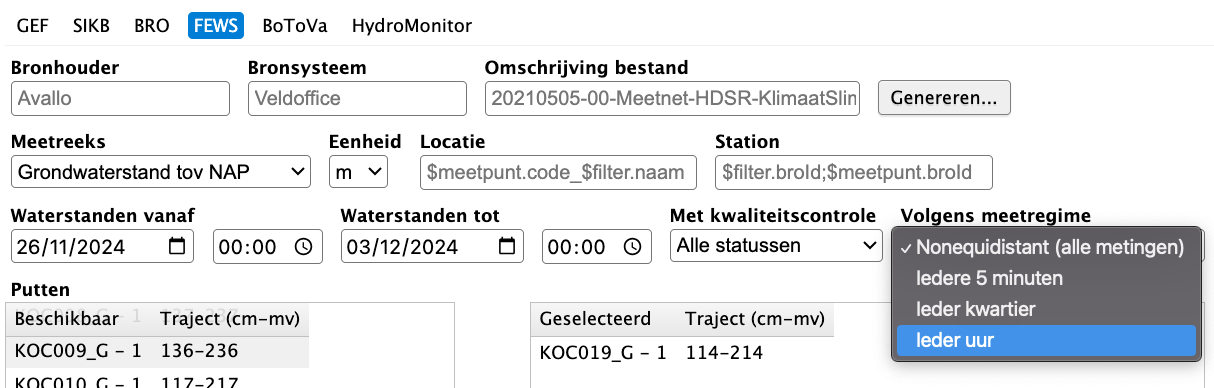 GEF SIKB BRO FEWS BoToVa HydroMonitor
Bronhouder Bronsysteem Omschrijving bestand
Avallo Veldoffice 20210505-00-Meetnet-HDSR-KlimaatSlin Genereren...
Meetreeks Eenheid Locatie Station
Grondwaterstand tov NAP m $meetpunt.code_$filter.naam $filter.broId;$meetpunt.broId
Waterstanden vanaf Waterstanden tot Met kwaliteitscontrole Volgens meetregime
26/11/2024 00:00 03/12/2024 00:00 Alle statussen ✓ Nonequidistant (alle metingen)
Iedere 5 minuten
Ieder kwartier
Ieder uur
Putten
Beschikbaar Traject (cm-mv) Geselecteerd Traject (cm-mv)
KOC009_G - 1 136-236 KOC019_G - 1 114-214
KOC010_G - 1 117-217